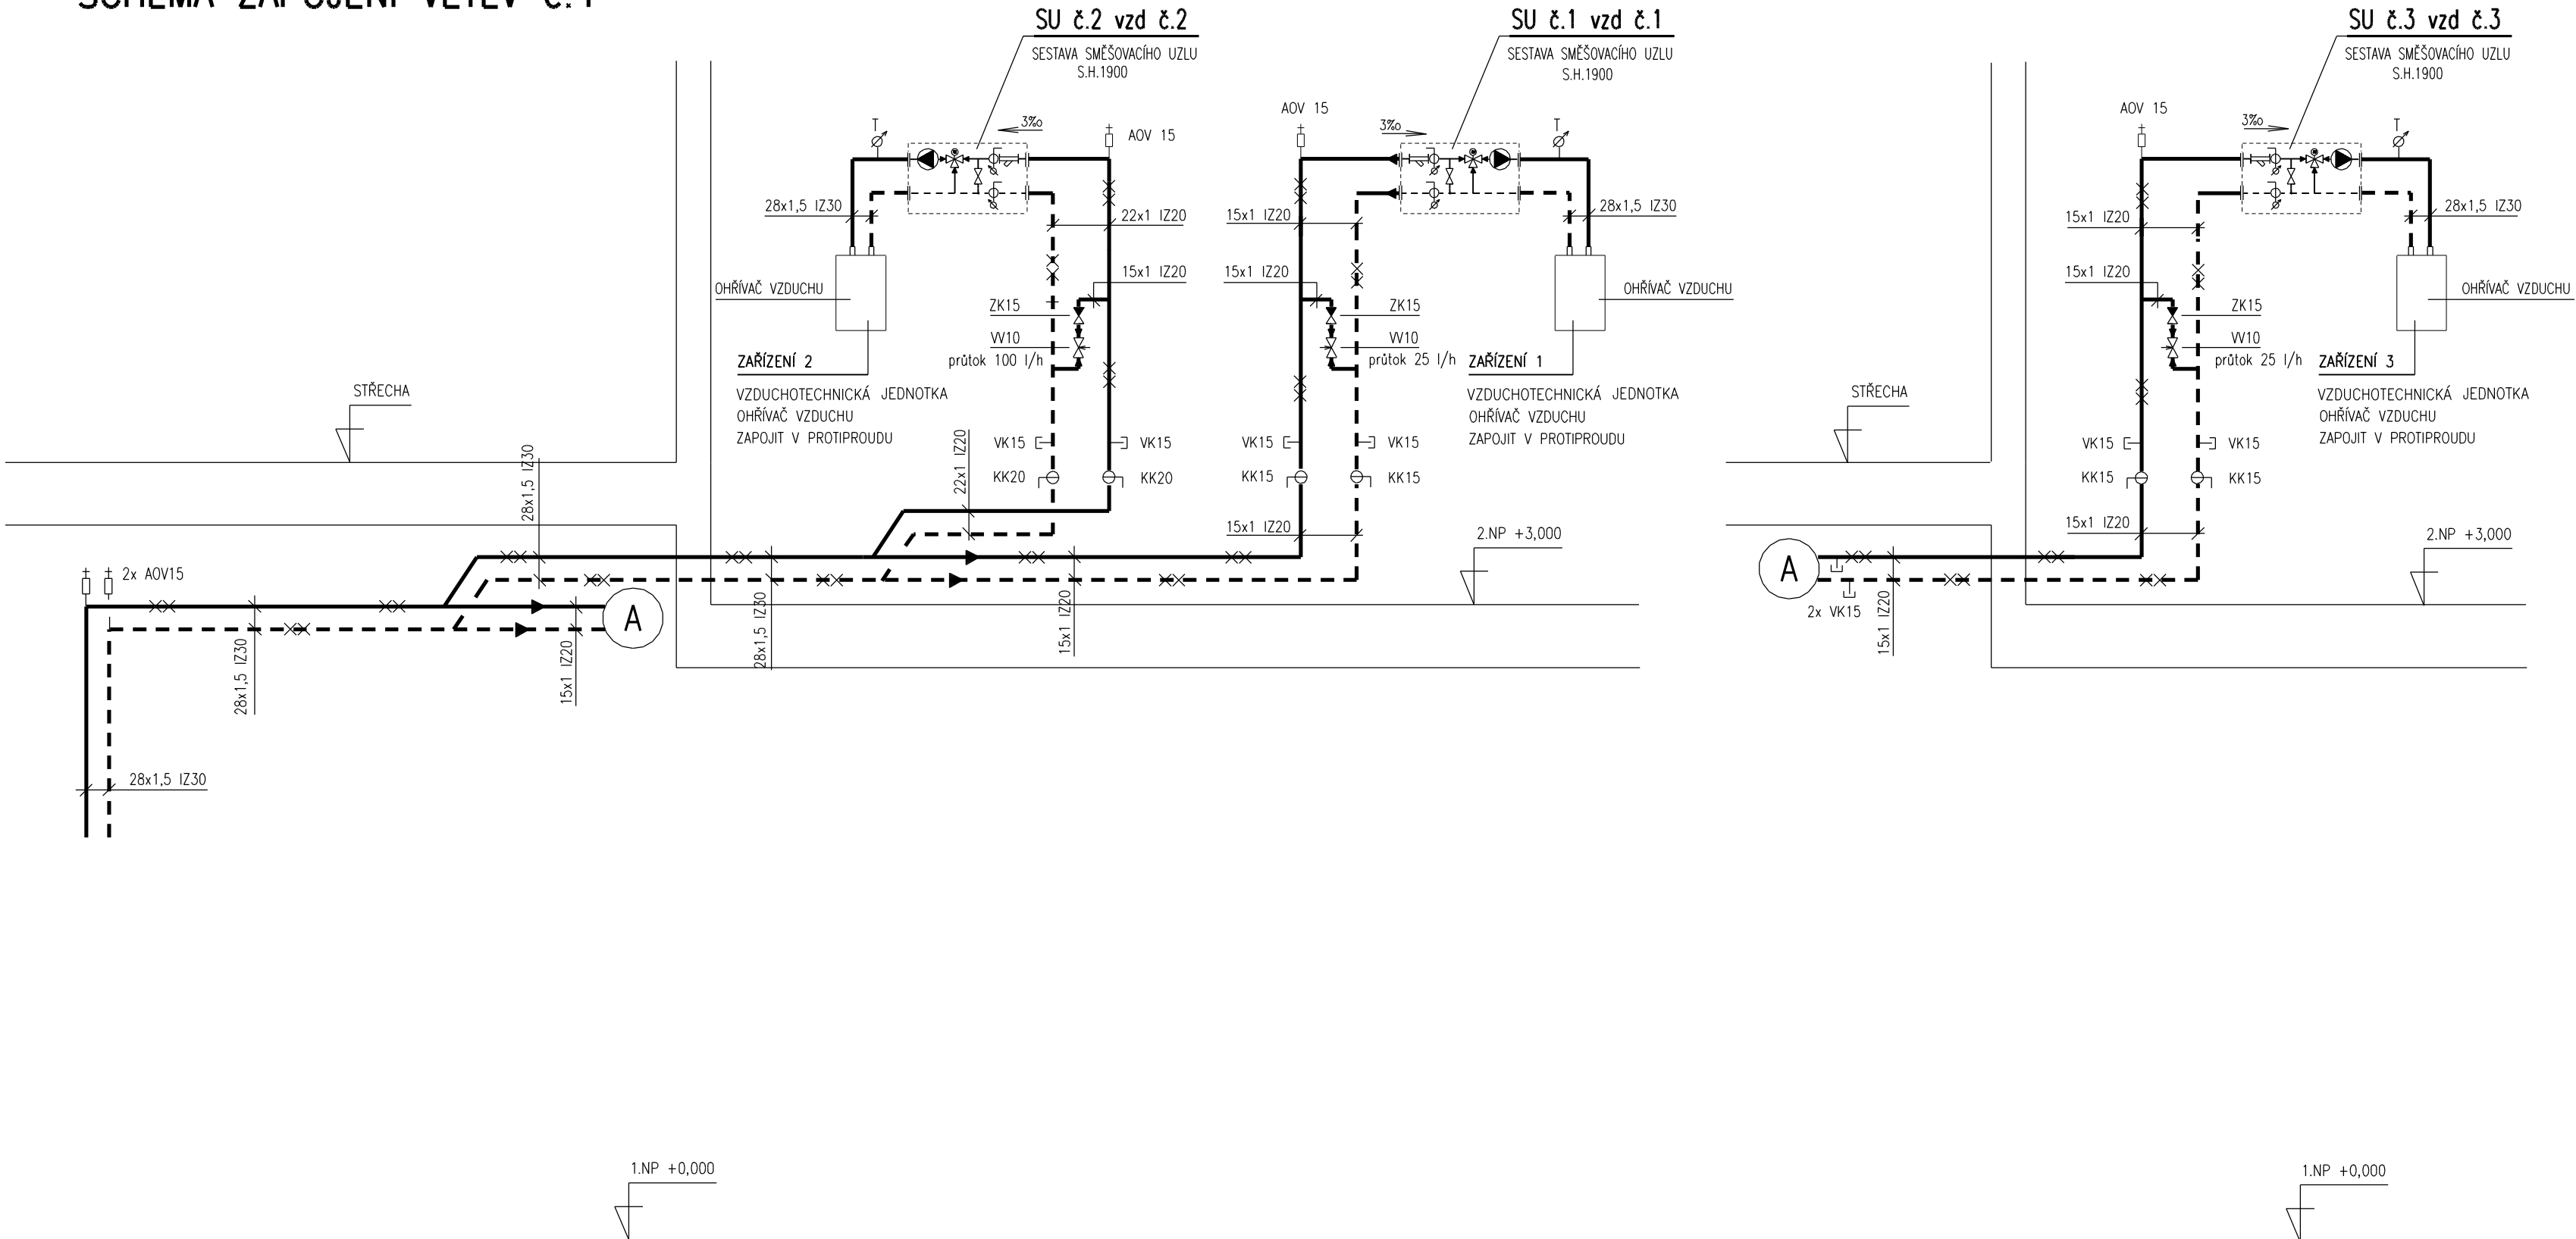 SCHEMA ZAPOJENÍ VĚTEV č.1
SU č.2 vzd č.2
SESTAVA SMĚŠOVACÍHO UZLU
S.H.1900
T
3‰
AOV 15
28x1,5 IZ30
22x1 IZ20
15x1 IZ20
OHŘÍVAČ VZDUCHU
ZK15
VV10
průtok 100 l/h
ZAŘÍZENÍ 2
VZDUCHOTECHNICKÁ JEDNOTKA
OHŘÍVAČ VZDUCHU
ZAPOJIT V PROTIPROUDU
VK15
VK15
KK20
KK20
22x1 IZ20
SU č.1 vzd č.1
SESTAVA SMĚŠOVACÍHO UZLU
S.H.1900
AOV 15
3‰
T
15x1 IZ20
28x1,5 IZ30
15x1 IZ20
OHŘÍVAČ VZDUCHU
ZK15
VV10
průtok 25 l/h
ZAŘÍZENÍ 1
VZDUCHOTECHNICKÁ JEDNOTKA
OHŘÍVAČ VZDUCHU
ZAPOJIT V PROTIPROUDU
VK15
VK15
KK15
KK15
15x1 IZ20
2.NP +3,000
SU č.3 vzd č.3
SESTAVA SMĚŠOVACÍHO UZLU
S.H.1900
AOV 15
3‰
T
15x1 IZ20
28x1,5 IZ30
15x1 IZ20
OHŘÍVAČ VZDUCHU
ZK15
VV10
průtok 25 l/h
ZAŘÍZENÍ 3
VZDUCHOTECHNICKÁ JEDNOTKA
OHŘÍVAČ VZDUCHU
ZAPOJIT V PROTIPROUDU
VK15
VK15
KK15
KK15
15x1 IZ20
2.NP +3,000
STŘECHA
STŘECHA
28x1,5 IZ30
2x AOV15
A
28x1,5 IZ30
15x1 IZ20
28x1,5 IZ30
15x1 IZ20
A
2x VK15
15x1 IZ20
28x1,5 IZ30
1.NP +0,000
1.NP +0,000